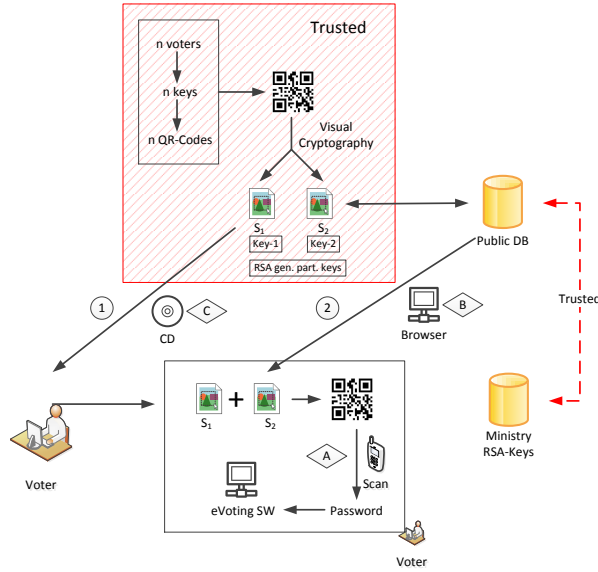 Trusted
n voters
n keys
n QR-Codes
Visual
Cryptography
S1
S2
Key-1
Key-2
RSA gen. part. keys
Public DB
1
C
CD
2
B
Browser
Trusted
S1
S2
Ministry
RSA-Keys
Voter
A
Scan
eVoting SW
Password
Voter